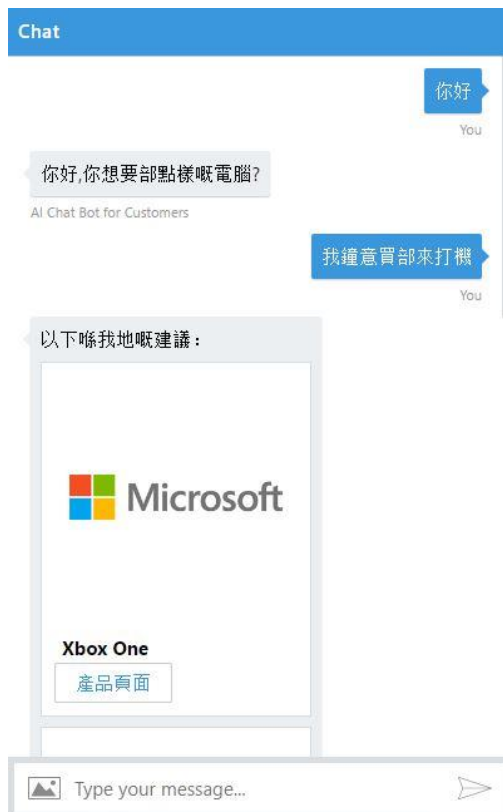 Chat
你好
You
你好,你想要部點樣嘅電腦?
AI Chat Bot for Customers
我鐘意買部來打機
You
以下喺我地嘅建議：
Microsoft
Xbox One
產品頁面
Type your message...